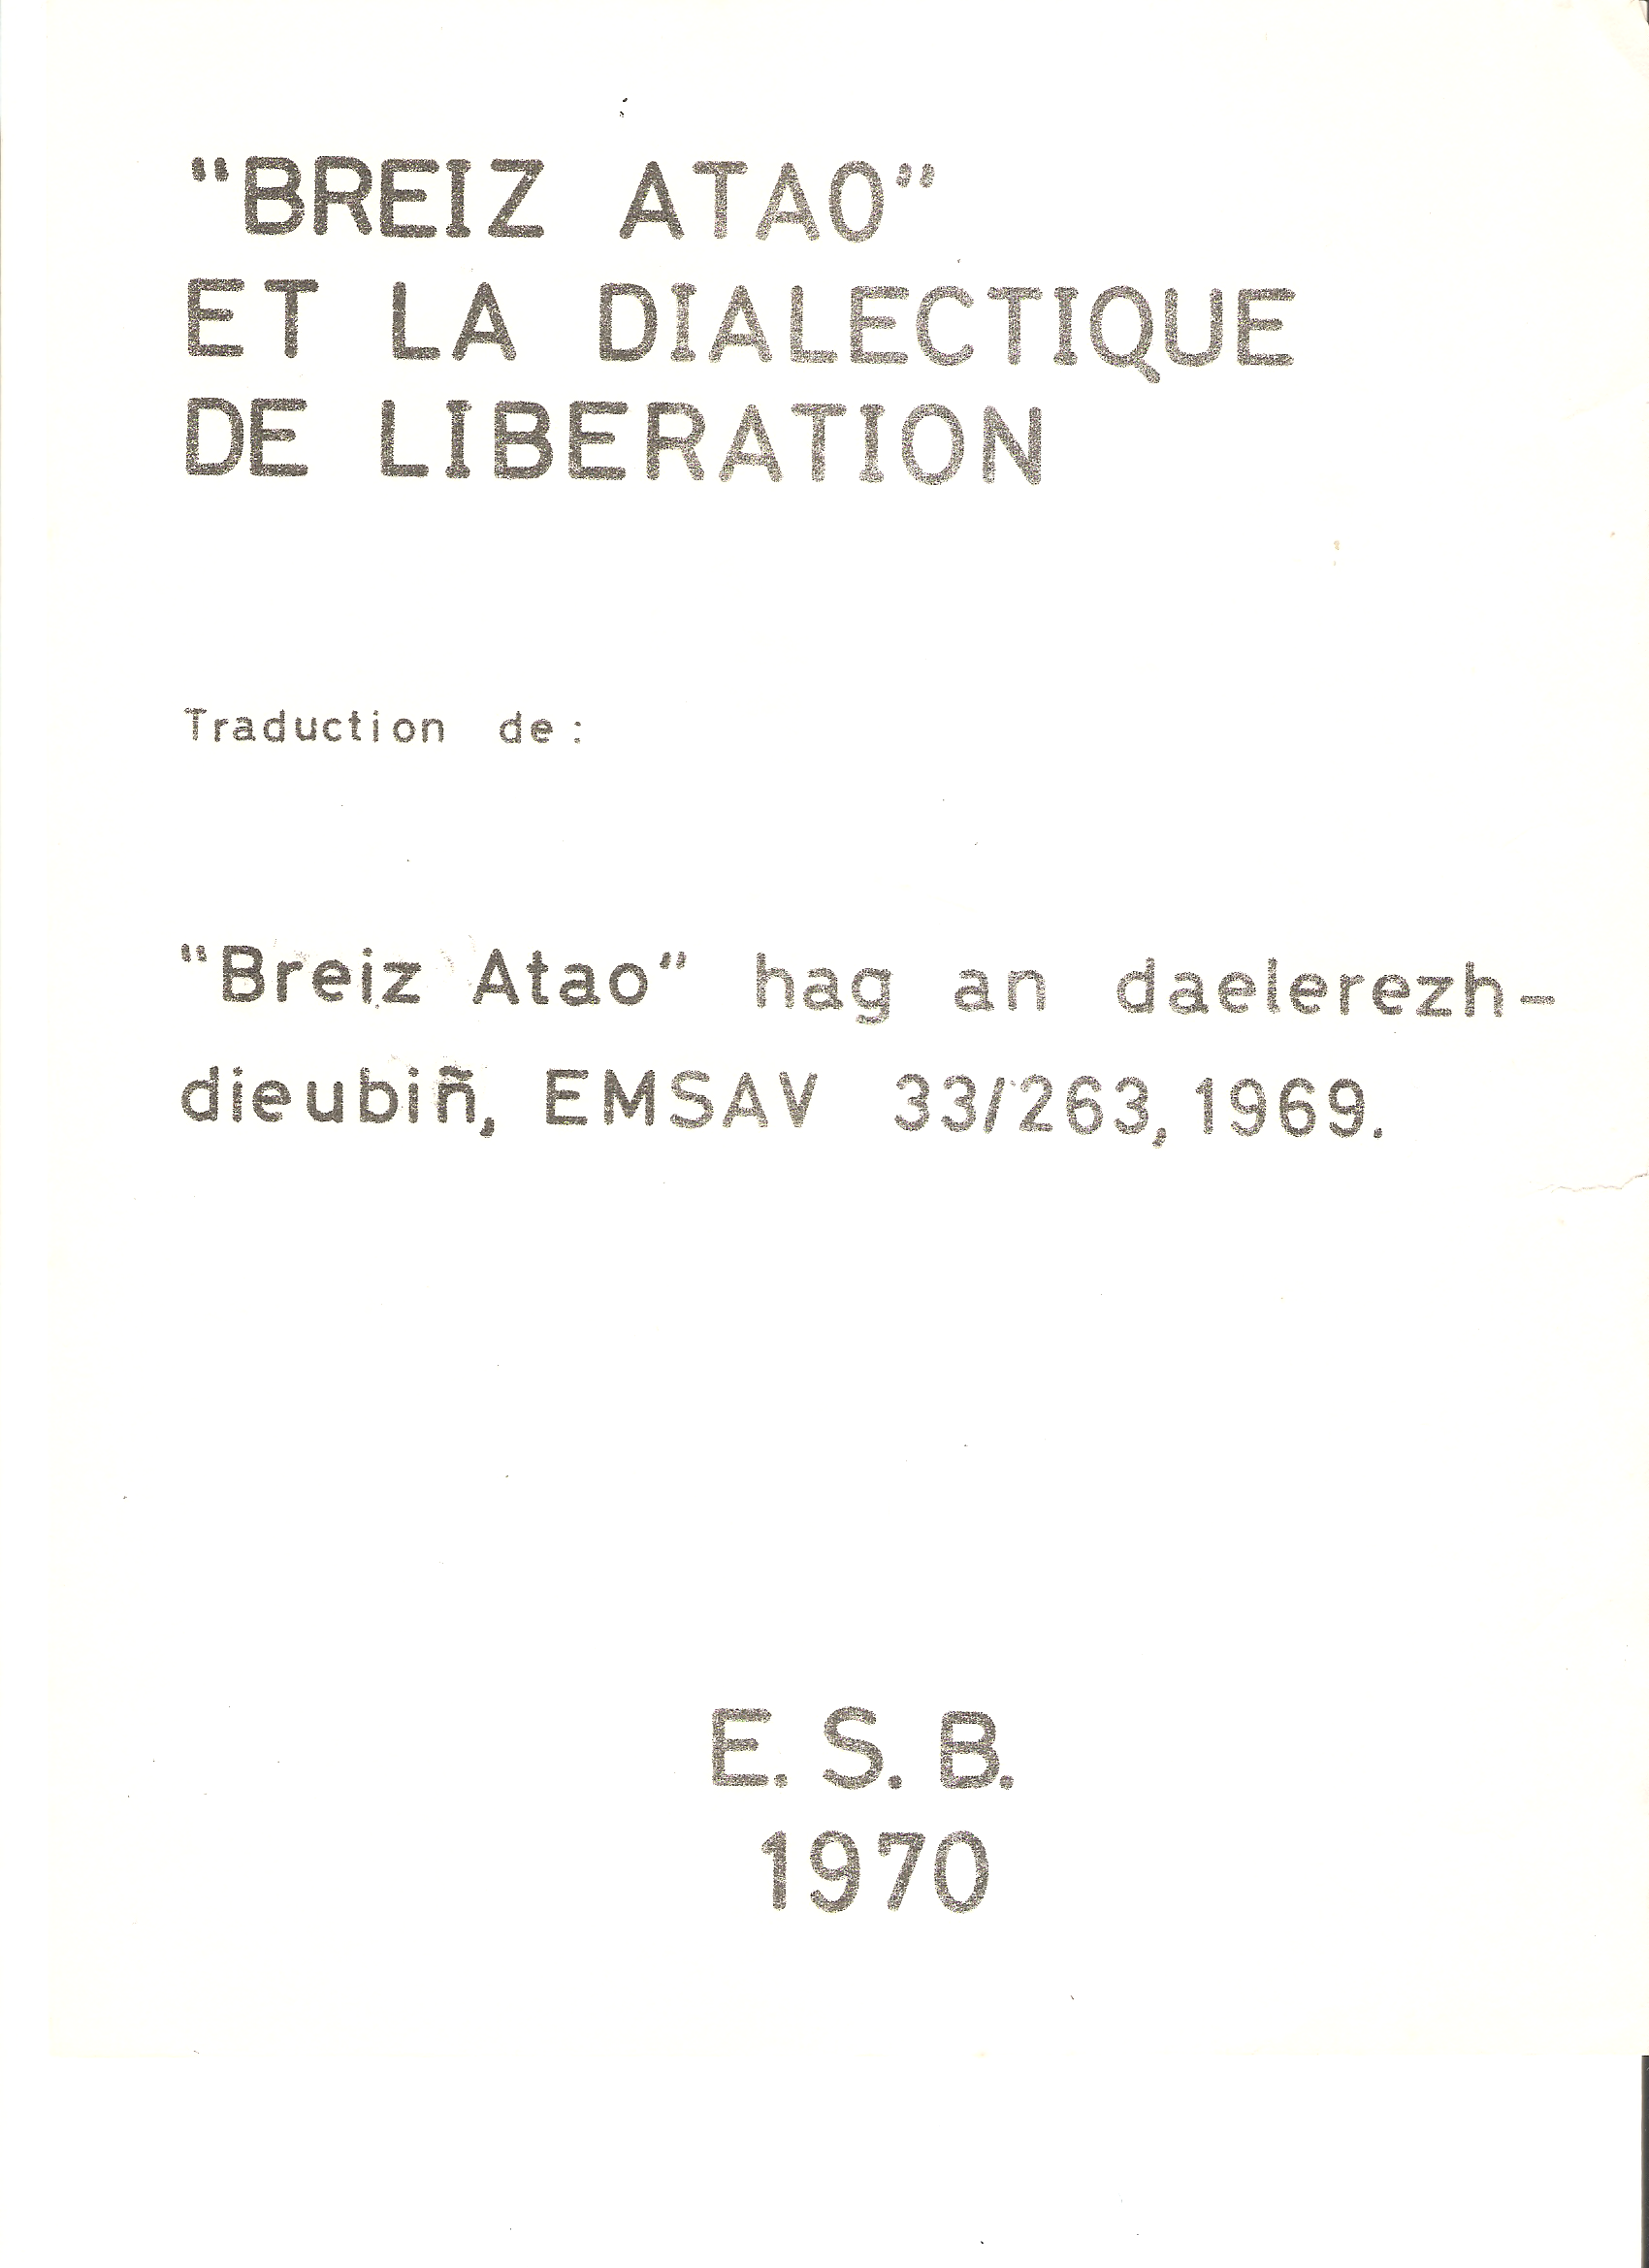 "BREIZ ATAO"
ET LA DIALECTIQUE
DE LIBERATION
Traduction de :
"Breiz Atao" hag an daelerezh-
dieubiñ, EMSAV 33/263, 1969.
E. S. B.
1970